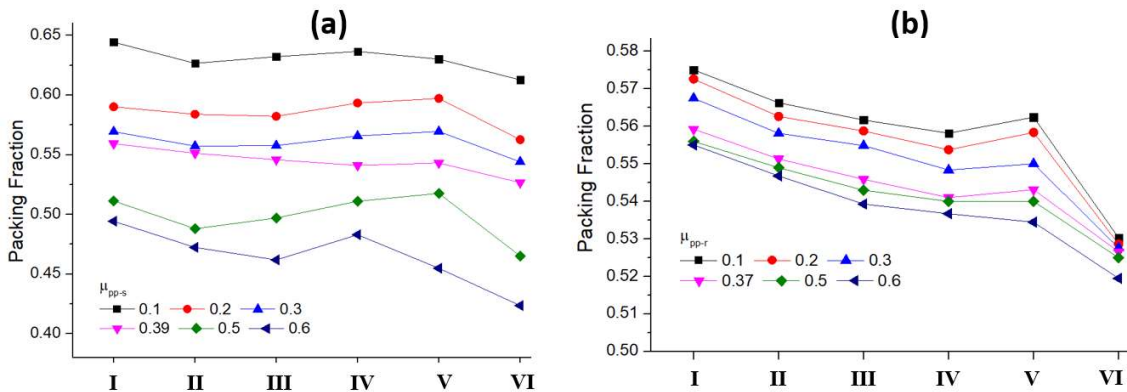 (a)
Packing Fraction
0.65
0.60
0.55
0.50
0.45
0.40
μpp-s
0.1 0.2 0.3
0.39 0.5 0.6
I II III IV V VI
(b)
Packing Fraction
0.58
0.57
0.56
0.55
0.54
0.53
0.52
0.51
0.50
μpp-r
0.1 0.2 0.3
0.37 0.5 0.6
I II III IV V VI